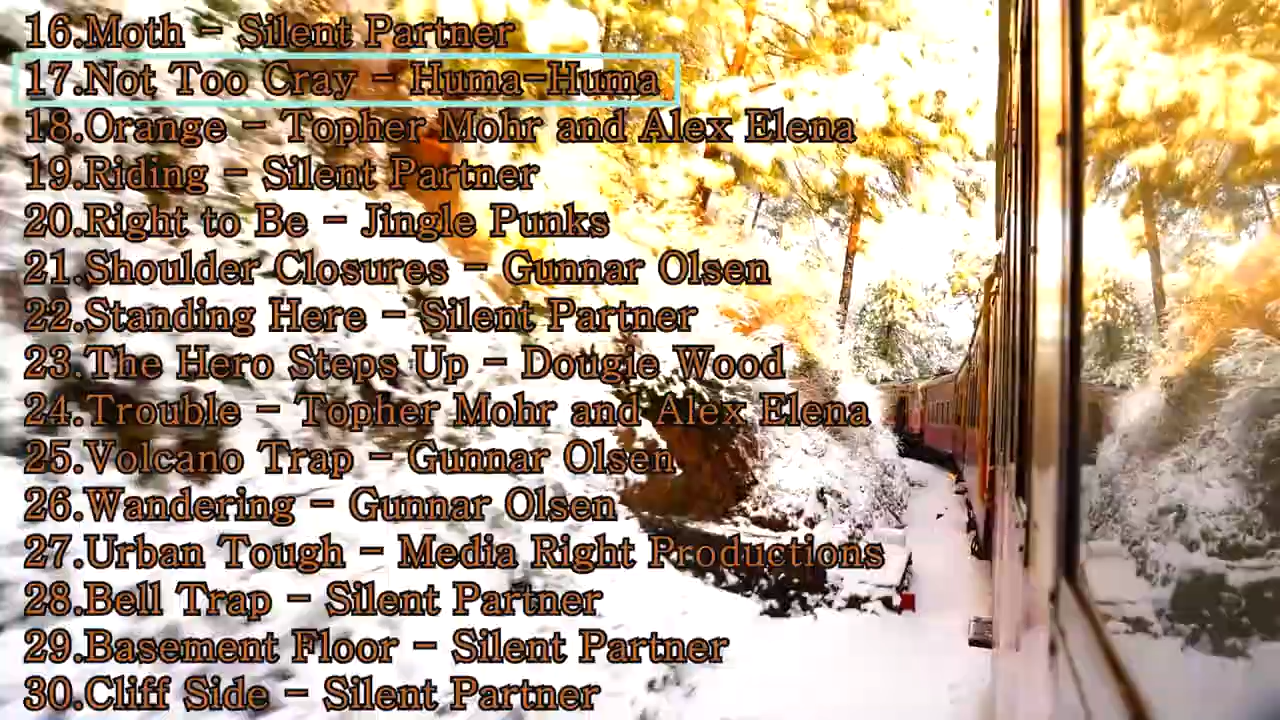 16.Moth - Silent Partner
17.Not Too Cray - Huma-Huma
18.Orange - Topher Mohr and Alex Elena
19.Riding - Silent Partner
20.Right to Be - Jingle Punks
21.Shoulder Closures - Gunnar Olsen
22.Standing Here - Silent Partner
23.The Hero Steps Up - Dougie Wood
24.Trouble - Topher Mohr and Alex Elena
25.Volcano Trap - Gunnar Olsen
26.Wandering - Gunnar Olsen
27.Urban Tough - Media Right Productions
28.Bell Trap - Silent Partner
29.Basement Floor - Silent Partner
30.Cliff Side - Silent Partner